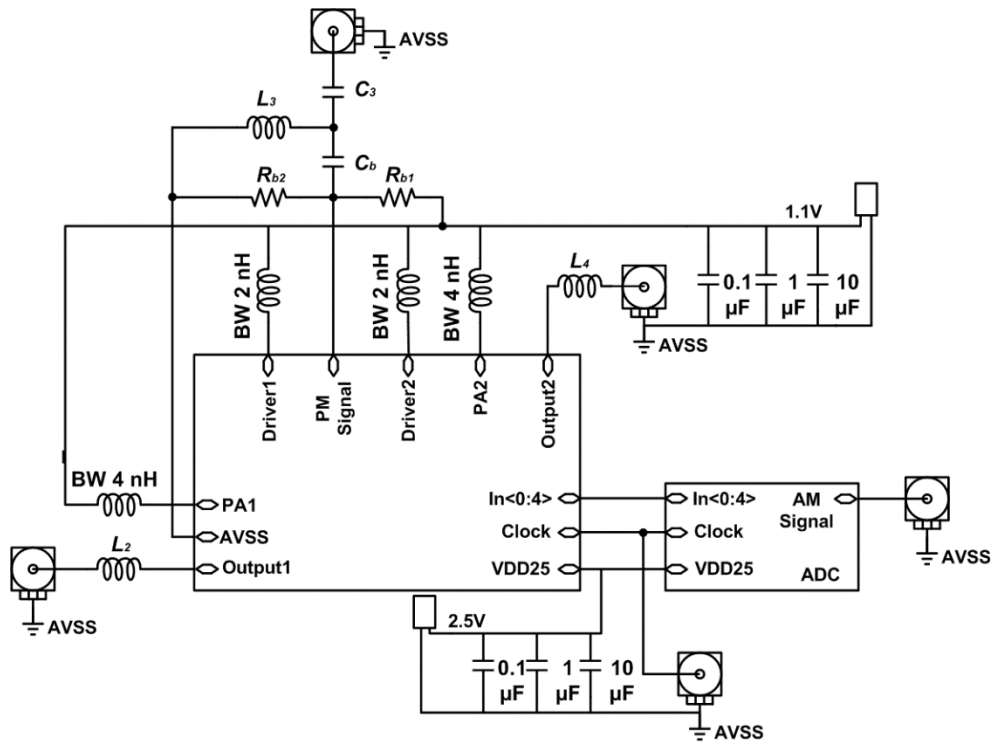 AVSS
C3
L3
Cb
Rb2
Rb1
1.1V
BW 2 nH
BW 2 nH
BW 4 nH
L4
0.1 µF
1 µF
10 µF
AVSS
Driver1
PM Signal
Driver2
PA2
Output2
BW 4 nH
PA1
AVSS
L2
Output1
AVSS
In<0:4>
Clock
VDD25
In<0:4>
Clock
VDD25
AM Signal
ADC
AVSS
2.5V
0.1 µF
1 µF
10 µF
AVSS